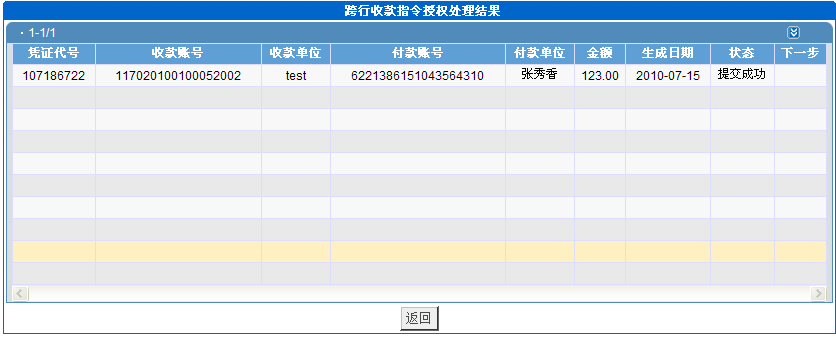 跨行收款指令授权处理结果
· 1-1/1
凭证代号 收款账号 收款单位 付款账号 付款单位 金额 生成日期 状态 下一步
107186722 117020100100052002 test 6221386151043564310 张秀香 123.00 2010-07-15 提交成功
返回